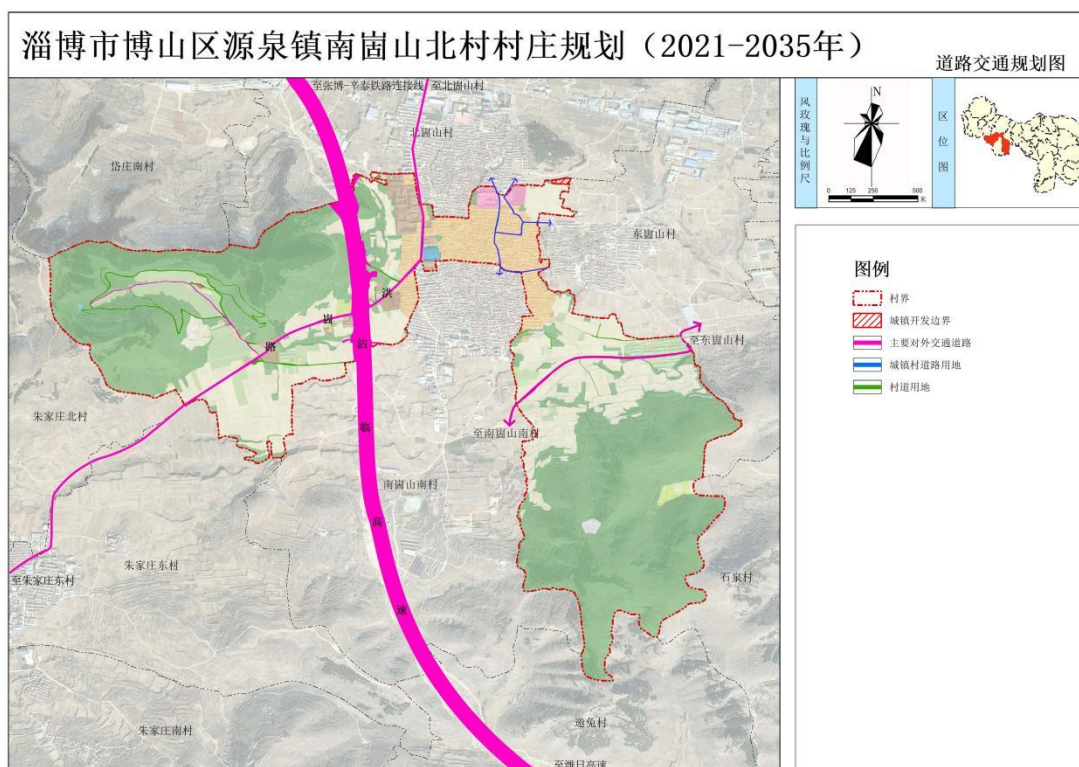 淄博市博山区源泉镇南崮山北村村庄规划（2021-2035年）
道路交通规划图
至张博-辛泰铁路连接线
至北崮山村
北崮山村
岱庄南村
东崮山村
洪
崮
路
沾
临
高
速
至东崮山村
朱家庄北村
至南崮山南村
南崮山南村
至朱家庄东村
朱家庄东村
石泉村
朱家庄南村
邀兔村
至潍日高速
风玫瑰与比例尺
N
0 125 250 500
米
区位图
图例
村界
城镇开发边界
主要对外交通道路
城镇村道路用地
村道用地